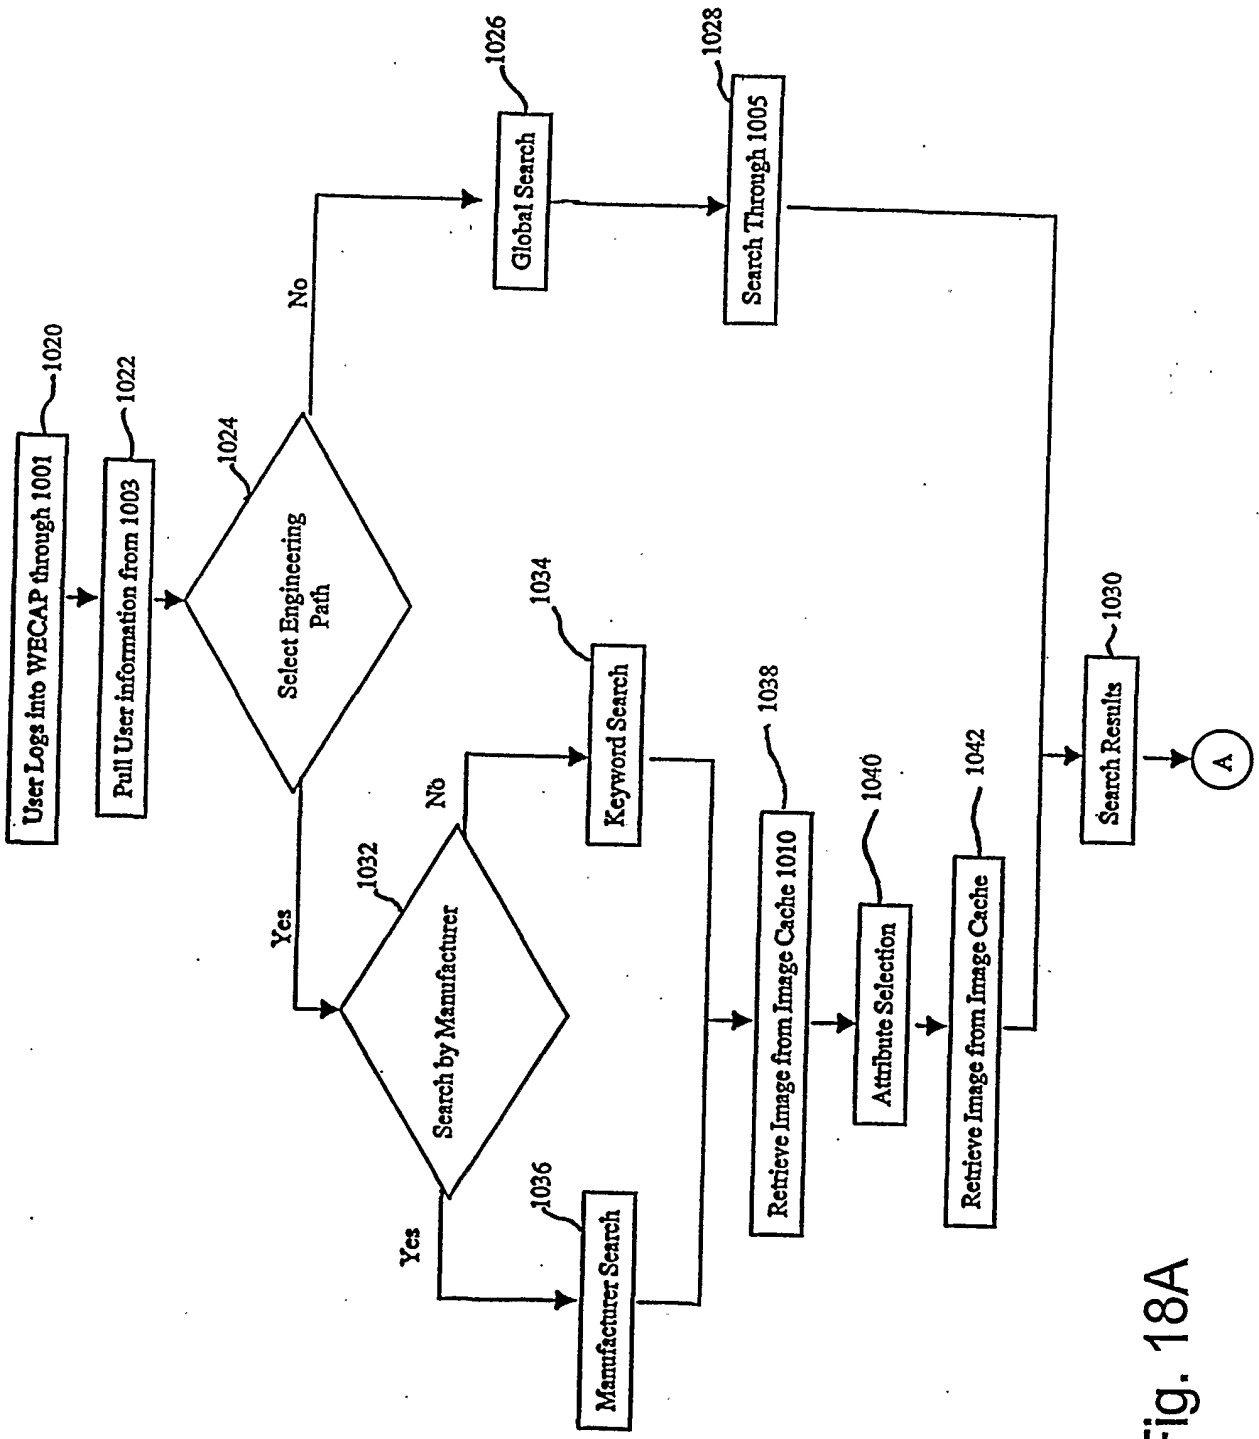 User Logs into WECAP through 1001
1020
Pull User information from 1003
1022
Select Engineering
Path
1024
No
Global Search
1026
Search Through 1005
1028
Yes
Search by Manufacturer
1032
No
Keyword Search
1034
Yes
Manufacturer Search
1036
Retrieve Image from Image Cache 1010
1038
Attribute Selection
1040
Retrieve Image from Image Cache
1042
Search Results
1030
A
Fig. 18A